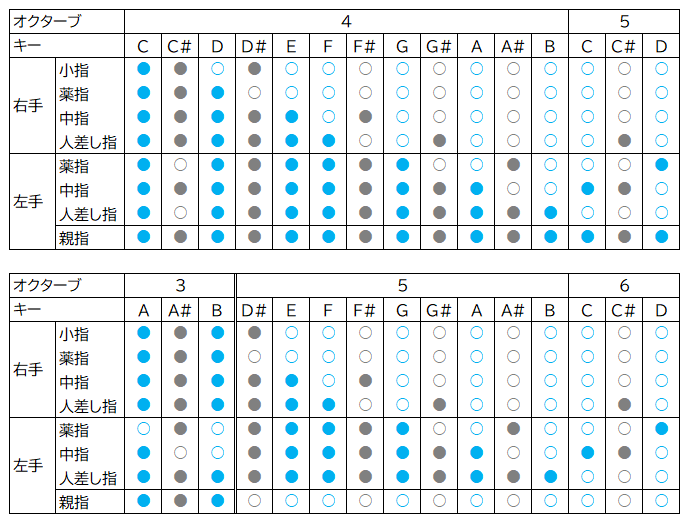 オクターブ 4 5
キー C C# D D# E F F# G G# A A# B C C# D
右手
小指
薬指
中指
人差し指
左手
薬指
中指
人差し指
親指
オクターブ 3 5 6
キー A A# B D# E F F# G G# A A# B C C# D
右手
小指
薬指
中指
人差し指
左手
薬指
中指
人差し指
親指